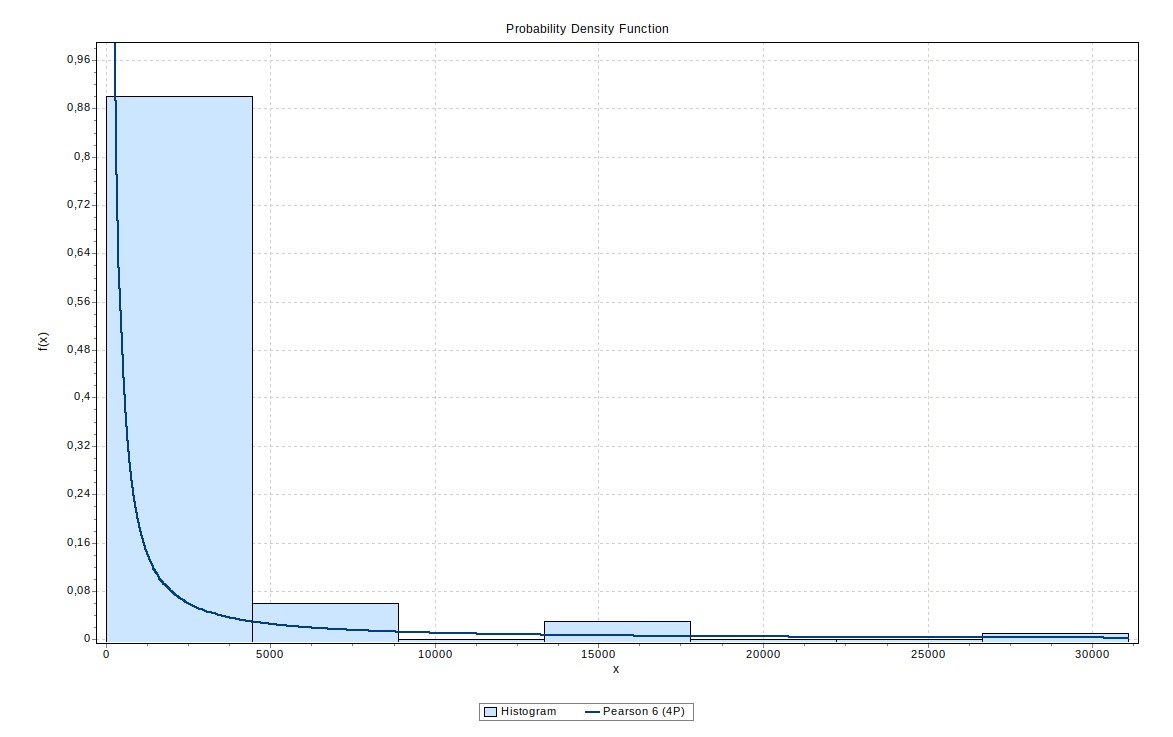 Probability Density Function
0,96
0,88
0,8
0,72
0,64
0,56
0,48
0,4
0,32
0,24
0,16
0,08
0
f(x)
0 5000 10000 15000 20000 25000 30000
x
Histogram Pearson 6 (4P)